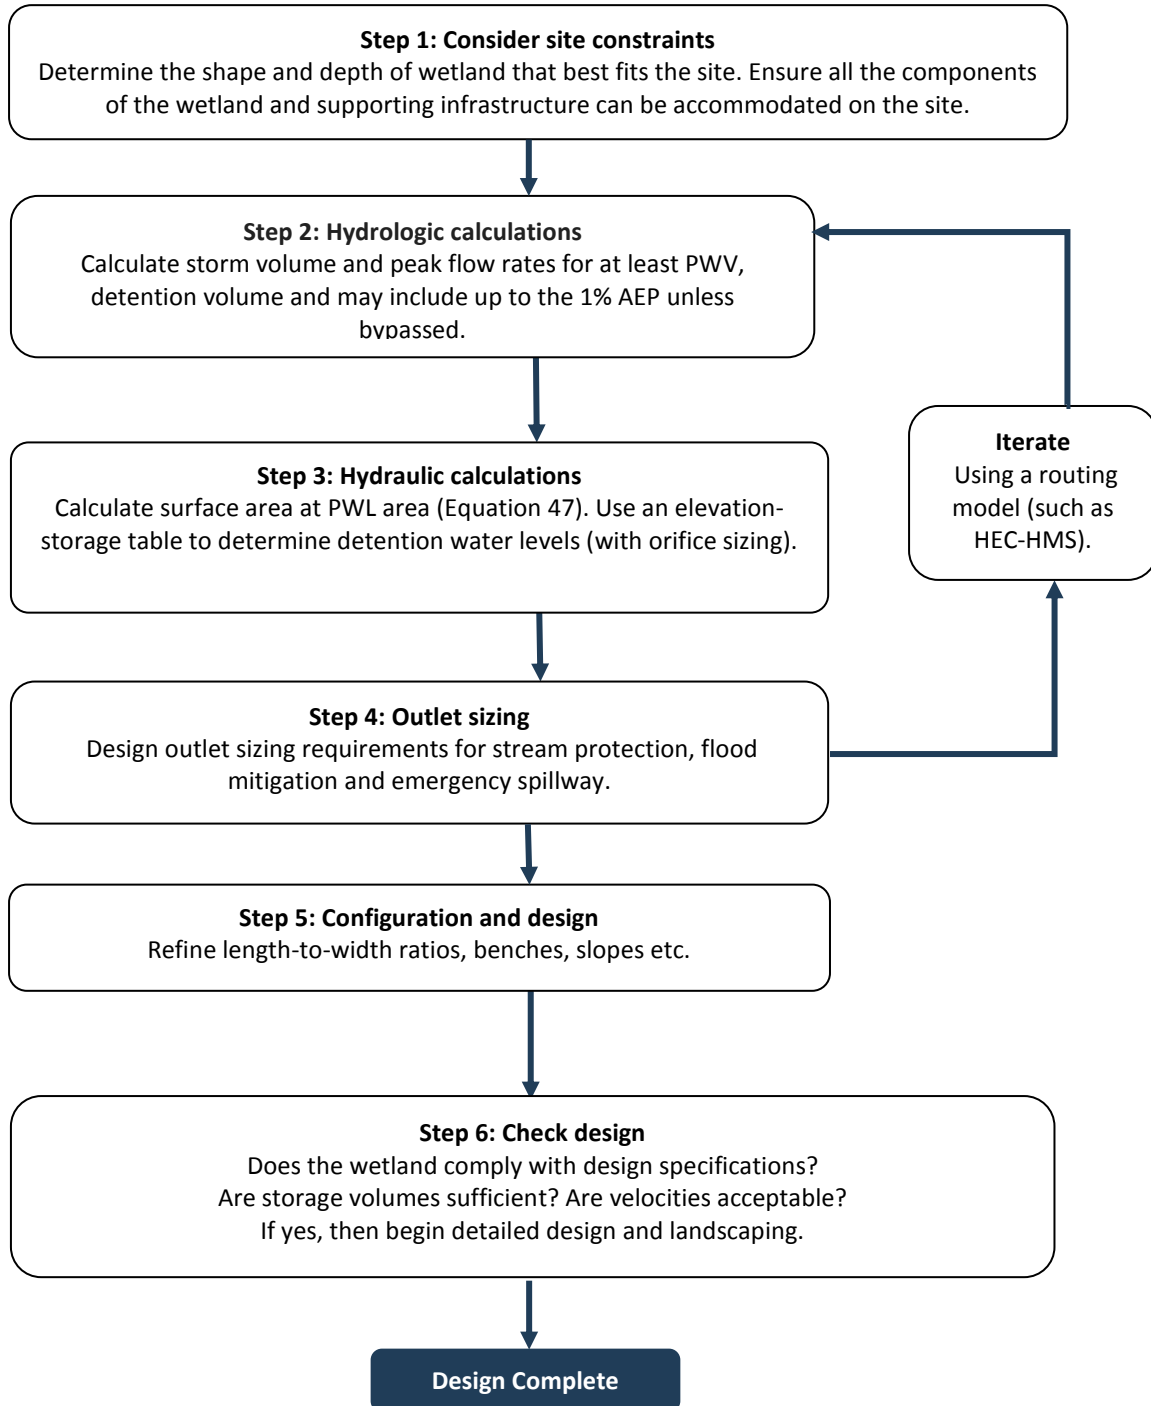 Step 1: Consider site constraints
Determine the shape and depth of wetland that best fits the site. Ensure all the components
of the wetland and supporting infrastructure can be accommodated on the site.
Step 2: Hydrologic calculations
Calculate storm volume and peak flow rates for at least PWV,
detention volume and may include up to the 1% AEP unless
bypassed.
Step 3: Hydraulic calculations
Calculate surface area at PWL area (Equation 47). Use an elevation-
storage table to determine detention water levels (with orifice sizing).
Iterate
Using a routing
model (such as
HEC-HMS).
Step 4: Outlet sizing
Design outlet sizing requirements for stream protection, flood
mitigation and emergency spillway.
Step 5: Configuration and design
Refine length-to-width ratios, benches, slopes etc.
Step 6: Check design
Does the wetland comply with design specifications?
Are storage volumes sufficient? Are velocities acceptable?
If yes, then begin detailed design and landscaping.
Design Complete